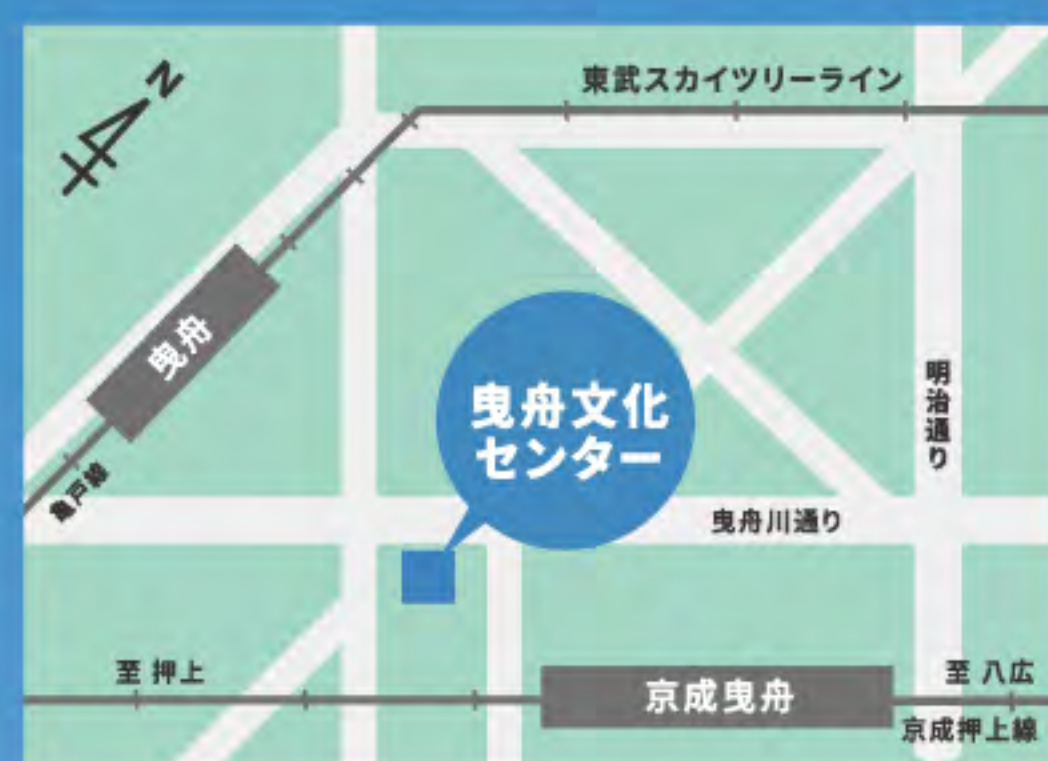 N
東武スカイツリーライン
曳舟
亀戸線
曳舟文化
センター
明治通り
曳舟川通り
至 押上
京成曳舟
至 八広
京成押上線